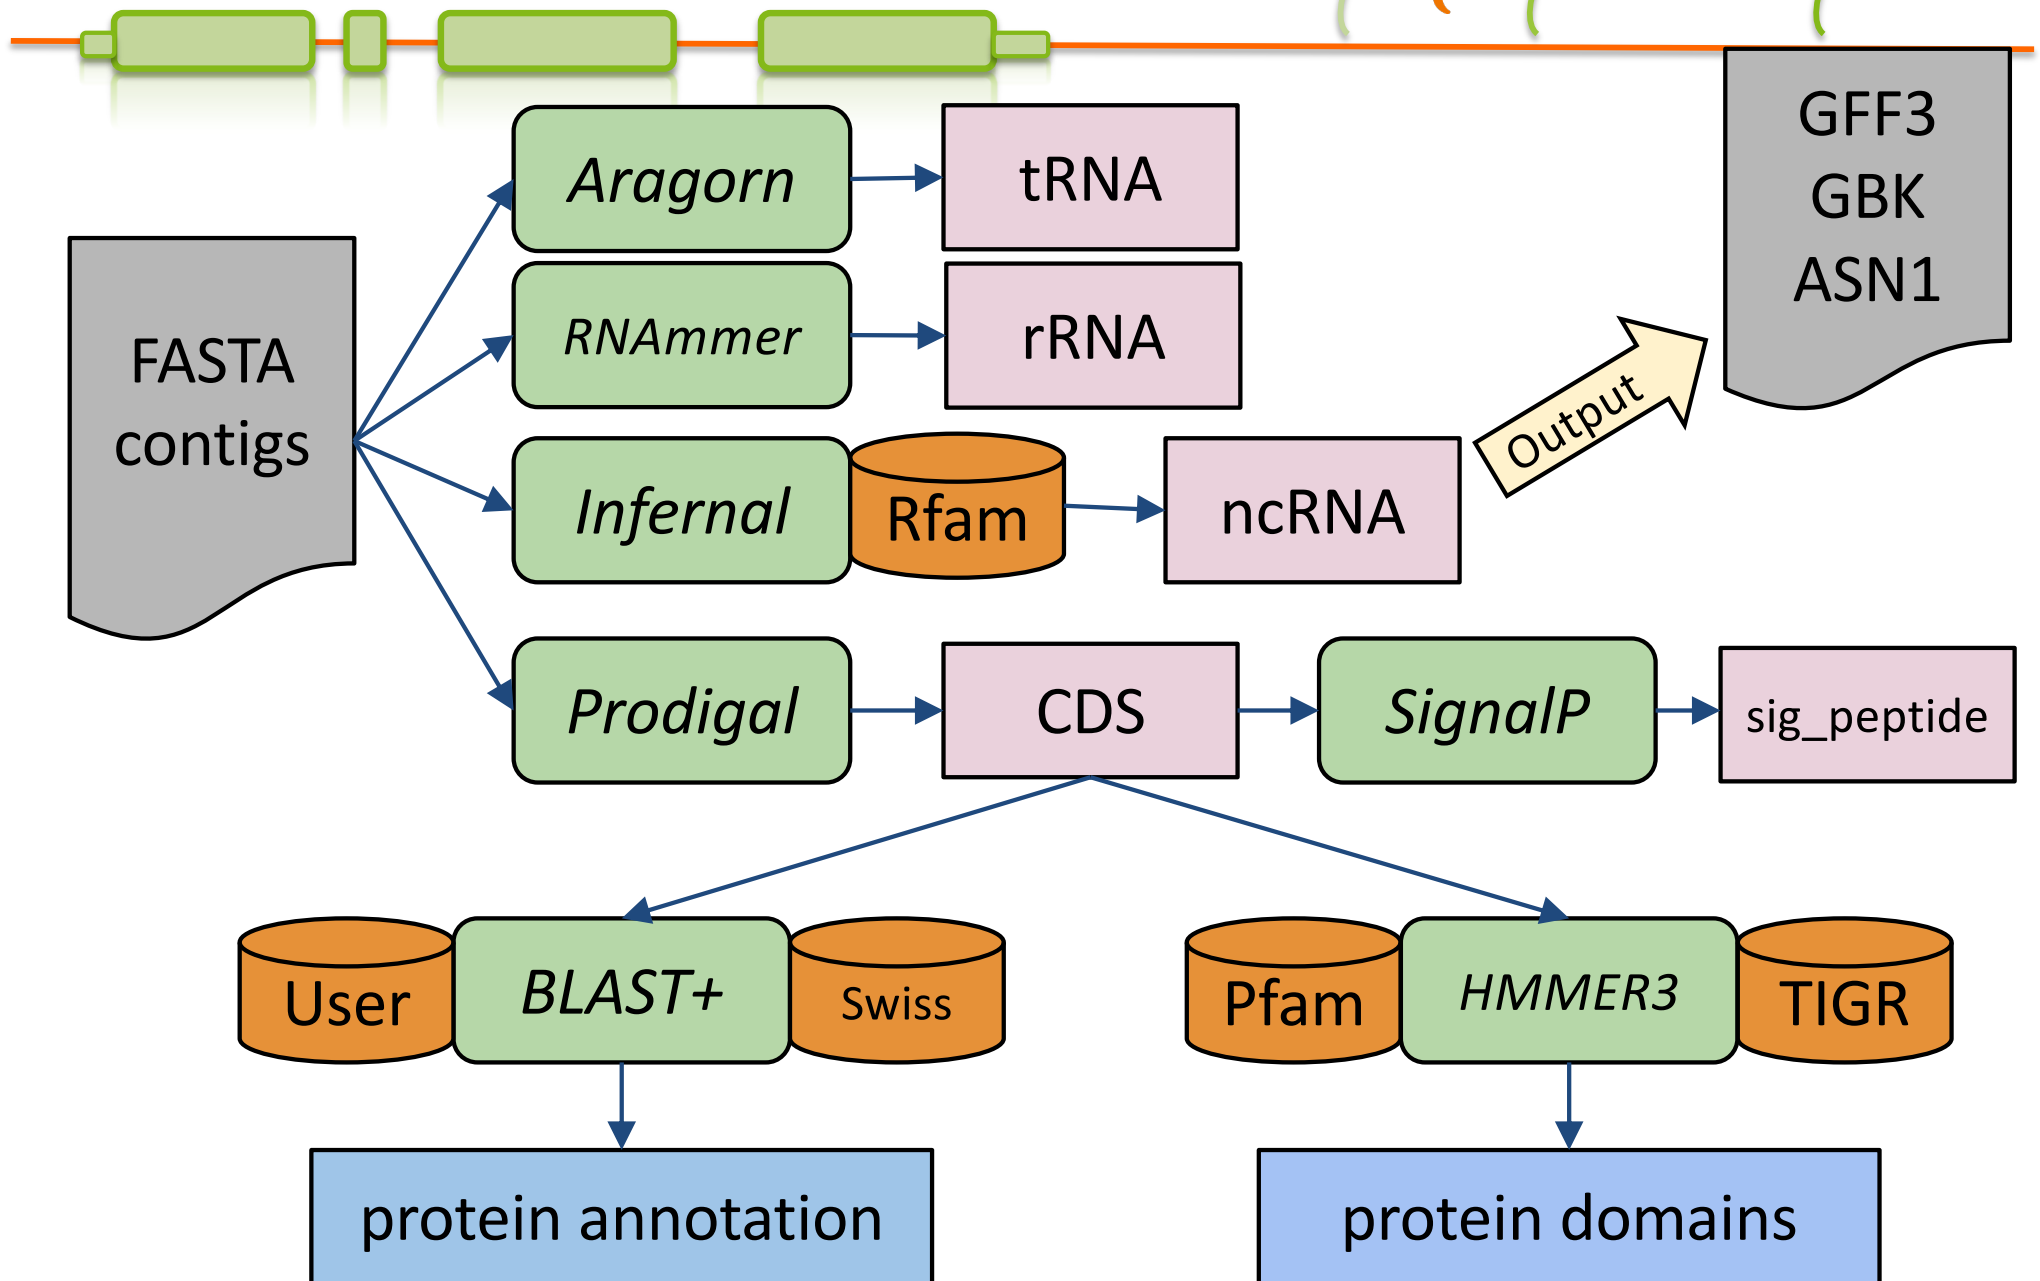 GFF3
GBK
ASN1
Aragorn
tRNA
FASTA
contigs
RNAmmer
rRNA
Output
Infernal
Rfam
ncRNA
Prodigal
CDS
SignalP
sig_peptide
User
BLAST+
Swiss
Pfam
HMMER3
TIGR
protein annotation
protein domains